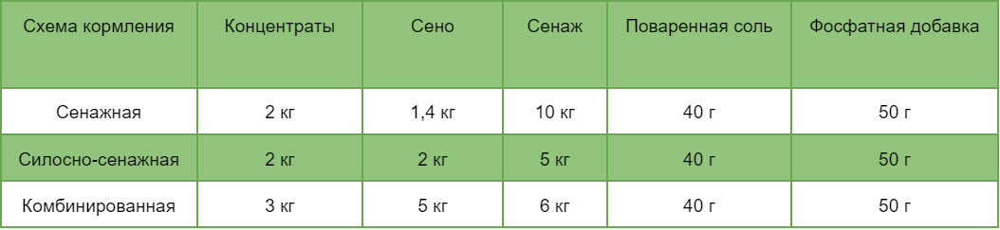 Схема кормления Концентраты Сено Сенаж Поваренная соль Фосфатная добавка
Сенажная 2 кг 1,4 кг 10 кг 40 г 50 г
Силосно-сенажная 2 кг 2 кг 5 кг 40 г 50 г
Комбинированная 3 кг 5 кг 6 кг 40 г 50 г